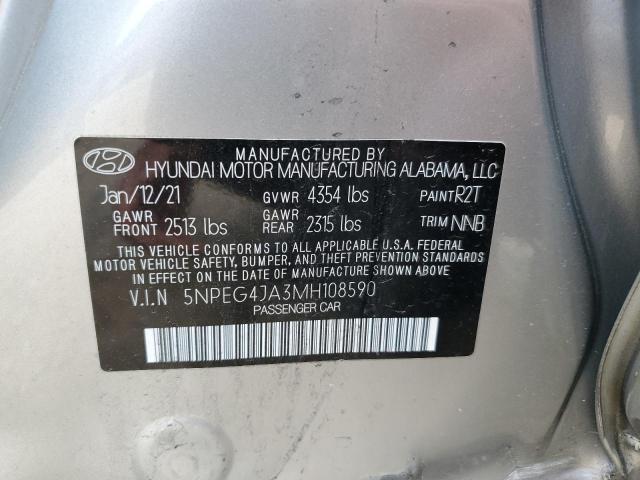 MANUFACTURED BY
HYUNDAI MOTOR MANUFACTURING ALABAMA, LLC
Jan/12/21 GVWR 4354 lbs PAINT R2T
GAWR FRONT 2513 lbs GAWR REAR 2315 lbs TRIM NNB
THIS VEHICLE CONFORMS TO ALL APPLICABLE U.S.A. FEDERAL
MOTOR VEHICLE SAFETY, BUMPER, AND THEFT PREVENTION STANDARDS
IN EFFECT ON THE DATE OF MANUFACTURE SHOWN ABOVE.
V.I.N 5NPEG4JA3MH108590
PASSENGER CAR